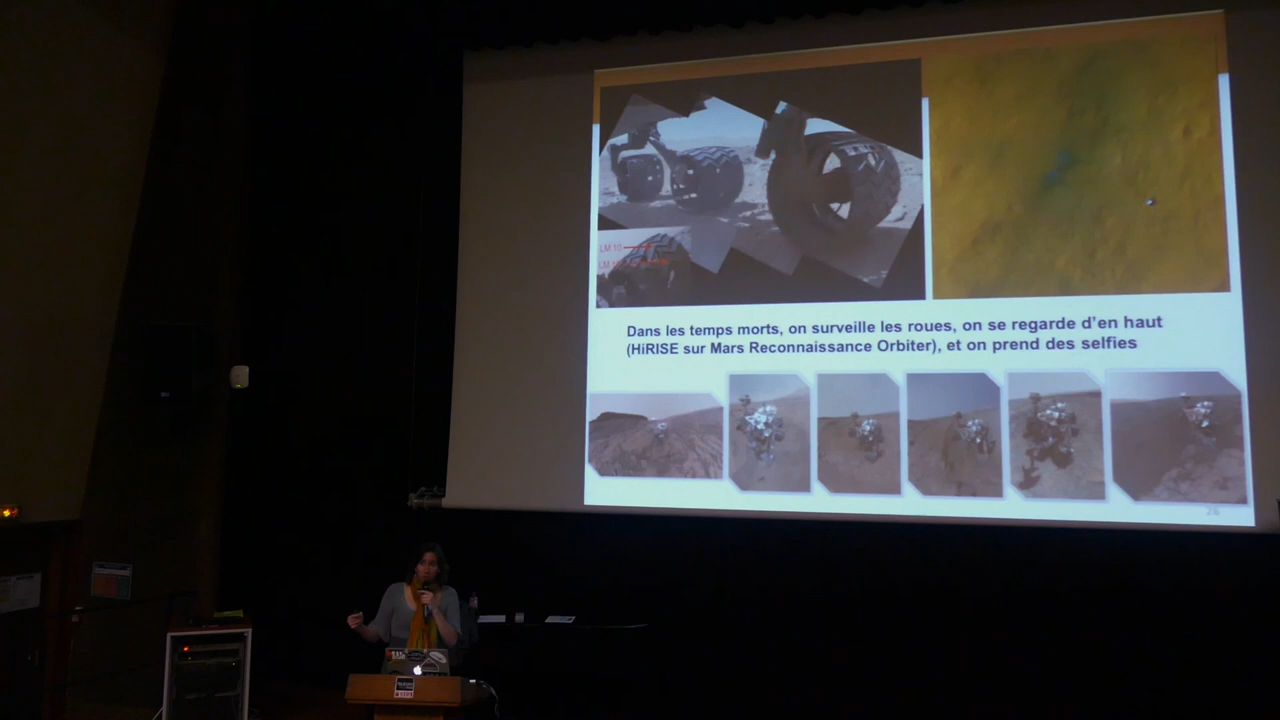 LM 10
Dans les temps morts, on surveille les roues, on se regarde d'en haut
(HiRISE sur Mars Reconnaissance Orbiter), et on prend des selfies
26